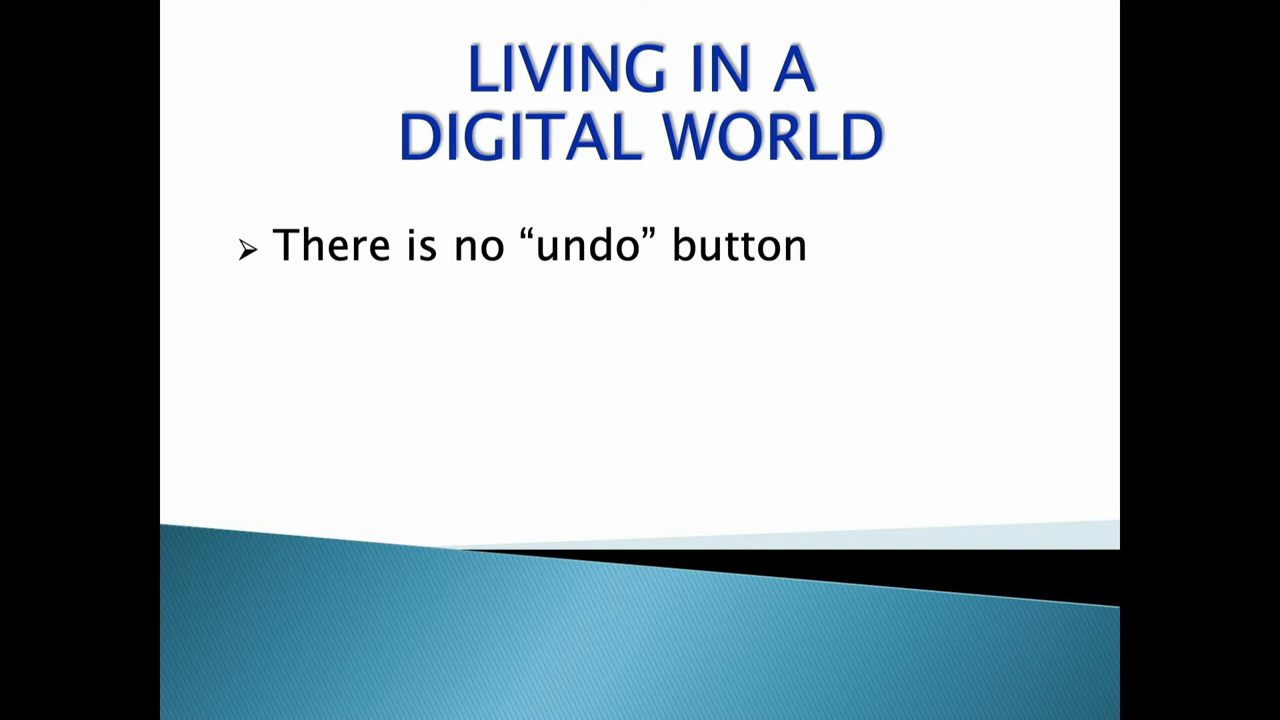 LIVING IN A
DIGITAL WORLD
➢ There is no “undo” button